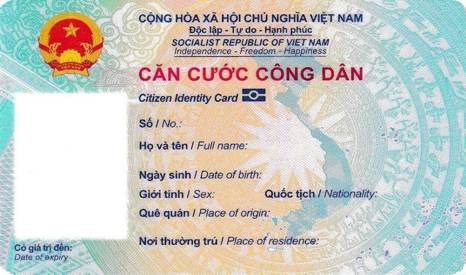 CỘNG HÒA XÃ HỘI CHỦ NGHĨA VIỆT NAM
Độc lập - Tự do - Hạnh phúc
SOCIALIST REPUBLIC OF VIET NAM
Independence - Freedom - Happiness
CĂN CƯỚC CÔNG DÂN
Citizen Identity Card
Số / No.:
Họ và tên / Full name:
Ngày sinh / Date of birth:
Giới tính / Sex: Quốc tịch / Nationality:
Quê quán / Place of origin:
Có giá trị đến: Nơi thường trú / Place of residence:
Date of expiry